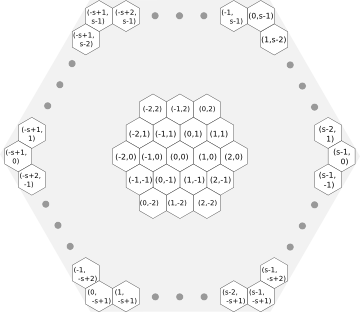 (-s+1,
s-1)
(-s+2,
s-1)
(-1,
s-1)
(0,s-1)
(-s+1,
s-2)
(1,s-2)
(-2,2)
(-1,2)
(0,2)
(-s+1,
1)
(-2,1)
(-1,1)
(0,1)
(1,1)
(s-2,
1)
(-s+1,
0)
(-2,0)
(-1,0)
(0,0)
(1,0)
(2,0)
(s-1,
0)
(-s+2,
-1)
(-1,-1)
(0,-1)
(1,-1)
(2,-1)
(s-1,
-1)
(0,-2)
(1,-2)
(2,-2)
(-1,
-s+2)
(s-1,
-s+2)
(0,
-s+1)
(1,
-s+1)
(s-2,
-s+1)
(s-1,
-s+1)